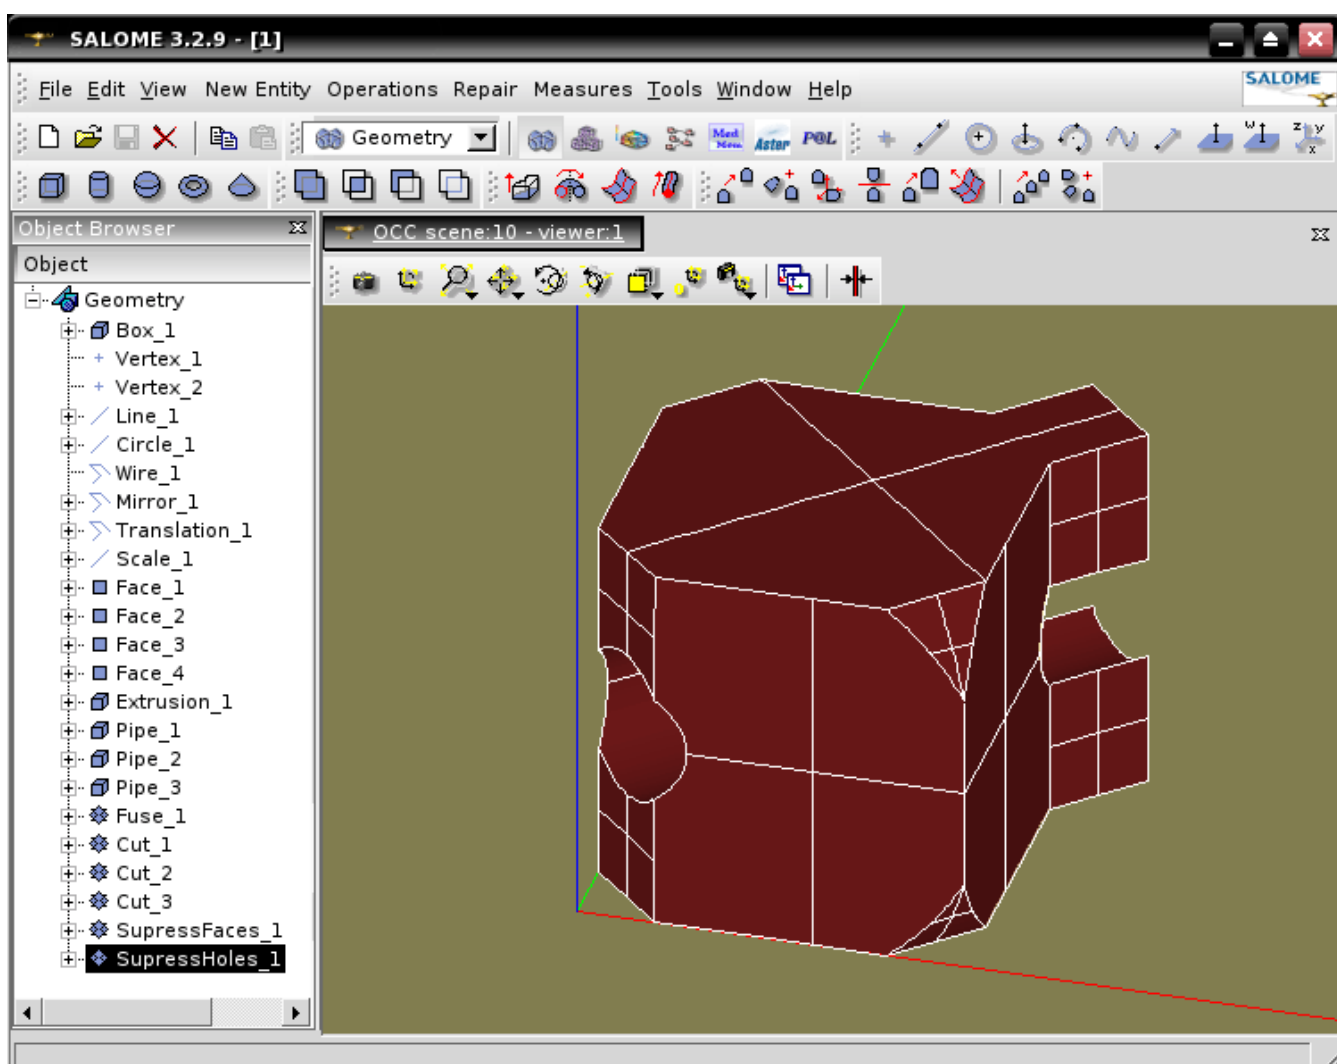 SALOME 3.2.9 - [1]
File Edit View New Entity Operations Repair Measures Tools Window Help
SALOME
Geometry
Med
Aster
POL
Object Browser
OCC scene:10 - viewer:1
Object
Geometry
Box_1
Vertex_1
Vertex_2
Line_1
Circle_1
Wire_1
Mirror_1
Translation_1
Scale_1
Face_1
Face_2
Face_3
Face_4
Extrusion_1
Pipe_1
Pipe_2
Pipe_3
Fuse_1
Cut_1
Cut_2
Cut_3
SupressFaces_1
SupressHoles_1